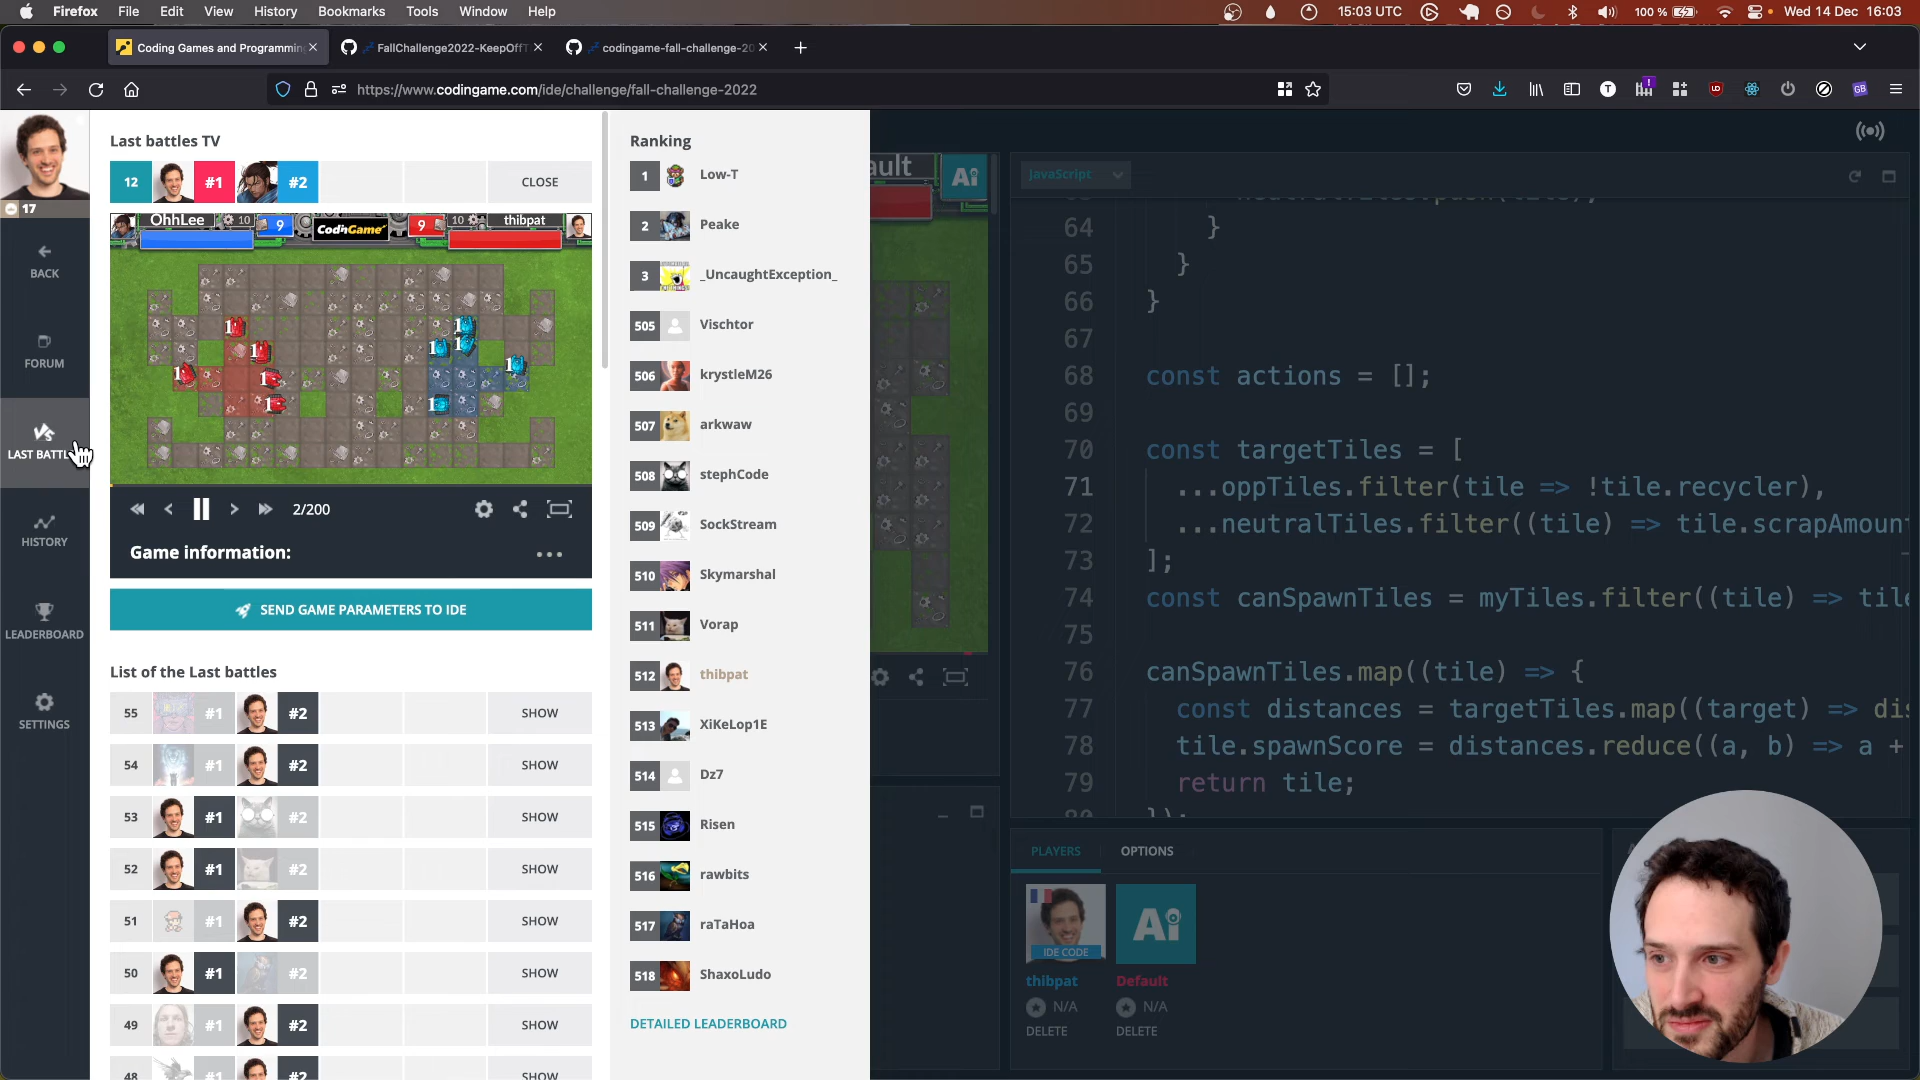 Firefox File Edit View History Bookmarks Tools Window Help 15:03 UTC 100 % Wed 14 Dec 16:03
Coding Games and Programmin FallChallenge2022-KeepOffT codingame-fall-challenge-20
https://www.codingame.com/ide/challenge/fall-challenge-2022
17
BACK
FORUM
LAST BATTL
HISTORY
LEADERBOARD
SETTINGS
Last battles TV
12 #1 #2 CLOSE
OhhLee 10 9 CodinGame 9 10 thibpat
2/200
Game information:
SEND GAME PARAMETERS TO IDE
List of the Last battles
55 #1 #2 SHOW
54 #1 #2 SHOW
53 #1 #2 SHOW
52 #1 #2 SHOW
51 #1 #2 SHOW
50 #1 #2 SHOW
49 #1 #2 SHOW
48 #1 #2 SHOW
Ranking
1 Low-T
2 Peake
3 _UncaughtException_
505 Vischtor
506 krystleM26
507 arkwaw
508 stephCode
509 SockStream
510 Skymarshal
511 Vorap
512 thibpat
513 XiKeLop1E
514 Dz7
515 Risen
516 rawbits
517 raTaHoa
518 ShaxoLudo
DETAILED LEADERBOARD
ault Ai
JavaScript
64 }
65 }
66 }
67
68 const actions = [];
69
70 const targetTiles = [
71 ...oppTiles.filter(tile => !tile.recycler),
72 ...neutralTiles.filter((tile) => tile.scrapAmoun
73 ];
74 const canSpawnTiles = myTiles.filter((tile) => tile
75
76 canSpawnTiles.map((tile) => {
77 const distances = targetTiles.map((target) => dis
78 tile.spawnScore = distances.reduce((a, b) => a +
79 return tile;
80 });
PLAYERS OPTIONS
IDE CODE Ai
thibpat Default
N/A N/A
DELETE DELETE